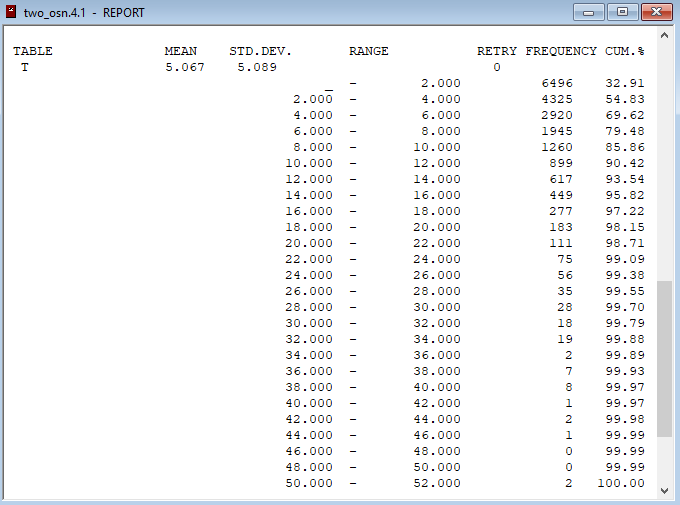 two_osn.4.1 - REPORT
TABLE MEAN STD.DEV. RANGE RETRY FREQUENCY CUM.%
T 5.067 5.089 0
_ - 2.000 6496 32.91
2.000 - 4.000 4325 54.83
4.000 - 6.000 2920 69.62
6.000 - 8.000 1945 79.48
8.000 - 10.000 1260 85.86
10.000 - 12.000 899 90.42
12.000 - 14.000 617 93.54
14.000 - 16.000 449 95.82
16.000 - 18.000 277 97.22
18.000 - 20.000 183 98.15
20.000 - 22.000 111 98.71
22.000 - 24.000 75 99.09
24.000 - 26.000 56 99.38
26.000 - 28.000 35 99.55
28.000 - 30.000 28 99.70
30.000 - 32.000 18 99.79
32.000 - 34.000 19 99.88
34.000 - 36.000 2 99.89
36.000 - 38.000 7 99.93
38.000 - 40.000 8 99.97
40.000 - 42.000 1 99.97
42.000 - 44.000 2 99.98
44.000 - 46.000 1 99.99
46.000 - 48.000 0 99.99
48.000 - 50.000 0 99.99
50.000 - 52.000 2 100.00